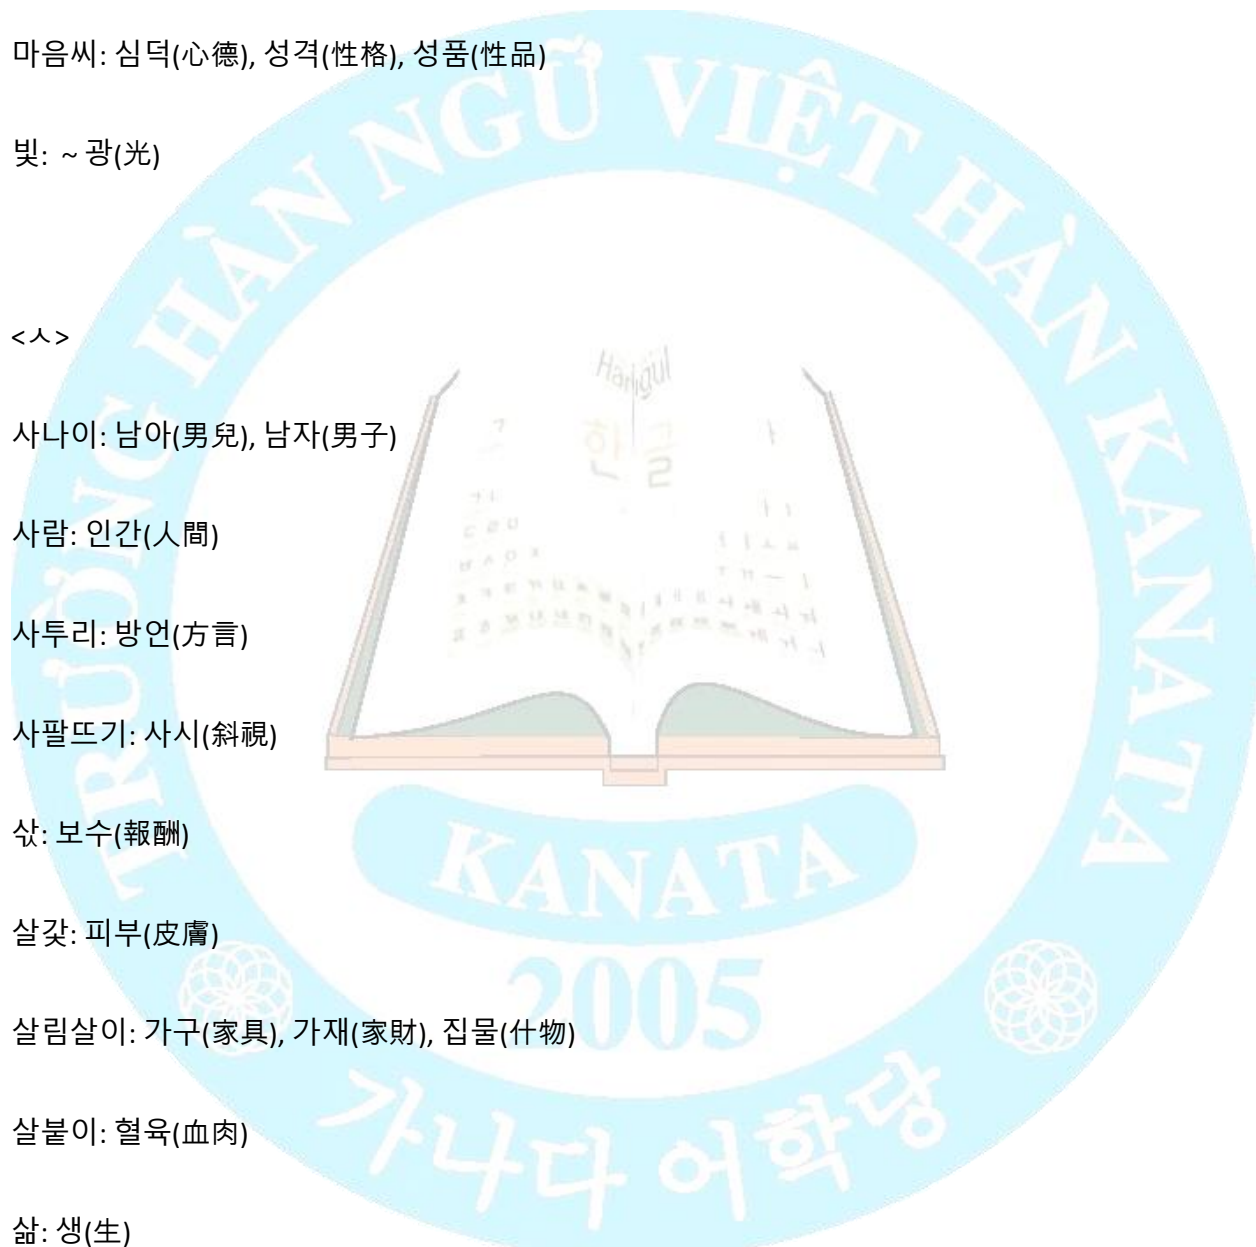 마음씨: 심덕(心德), 성격(性格), 성품(性品)
빛: ~ 광(光)
<ㅅ>
사나이: 남아(男兒), 남자(男子)
사람: 인간(人間)
사투리: 방언(方言)
사팔뜨기: 사시(斜視)
삯: 보수(報酬)
살갗: 피부(皮膚)
살림살이: 가구(家具), 가재(家財), 집물(什物)
살붙이: 혈육(血肉)
삶: 생(生)
TRƯỜNG HÀN NGỮ VIỆT HÀN KANATA
Hangul
한글
KANATA
2005
가나다 어학당